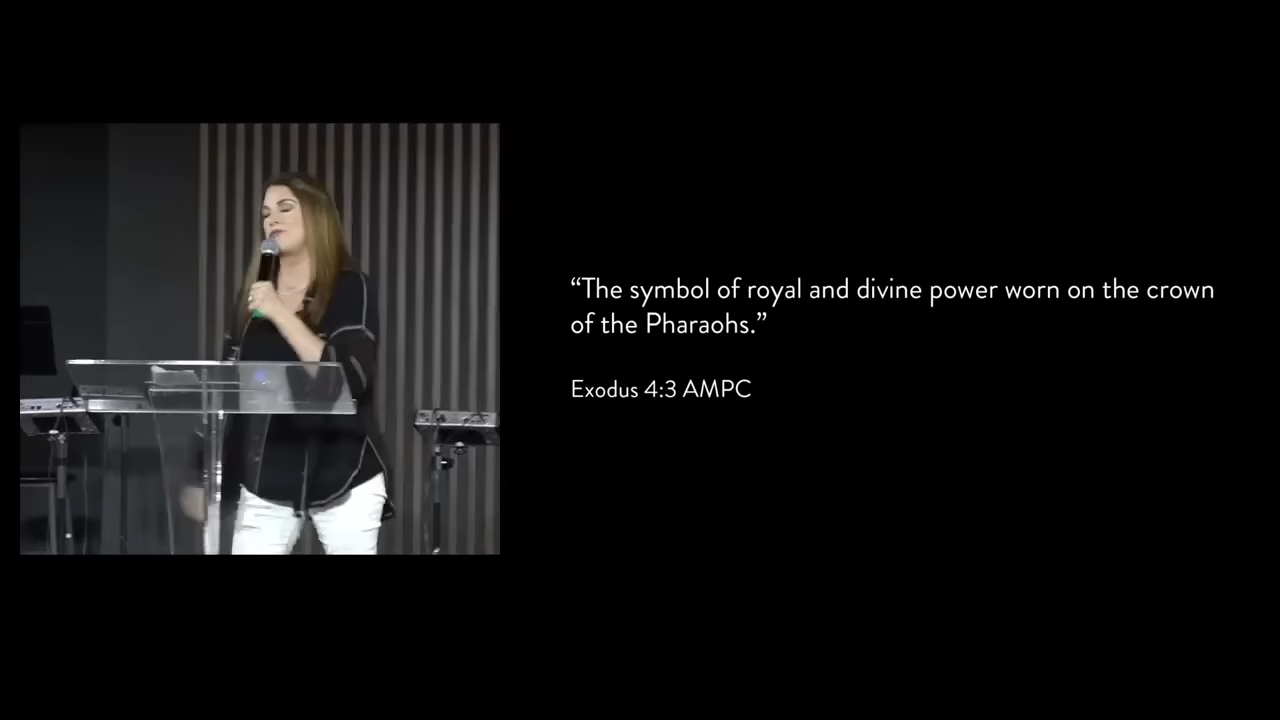 “The symbol of royal and divine power worn on the crown
of the Pharaohs.”
Exodus 4:3 AMPC